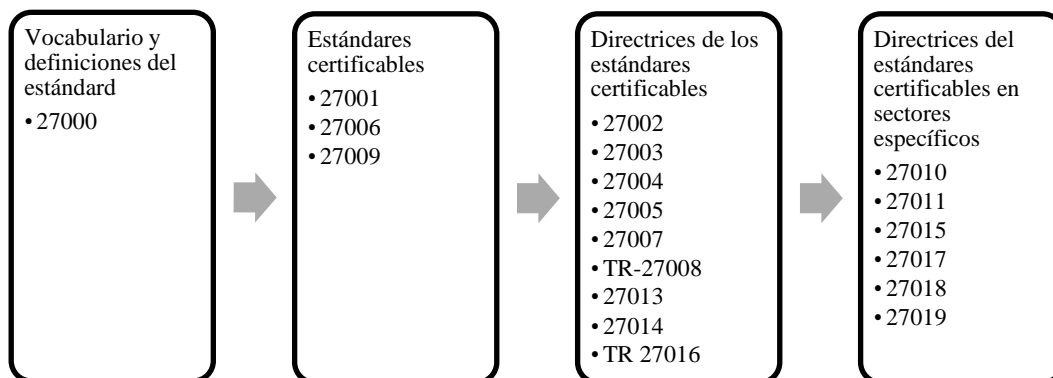 Vocabulario y
definiciones del
estándard
• 27000
Estándares
certificables
• 27001
• 27006
• 27009
Directrices de los
estándares
certificables
• 27002
• 27003
• 27004
• 27005
• 27007
• TR-27008
• 27013
• 27014
• TR 27016
Directrices del
estándares
certificables en
sectores
específicos
• 27010
• 27011
• 27015
• 27017
• 27018
• 27019